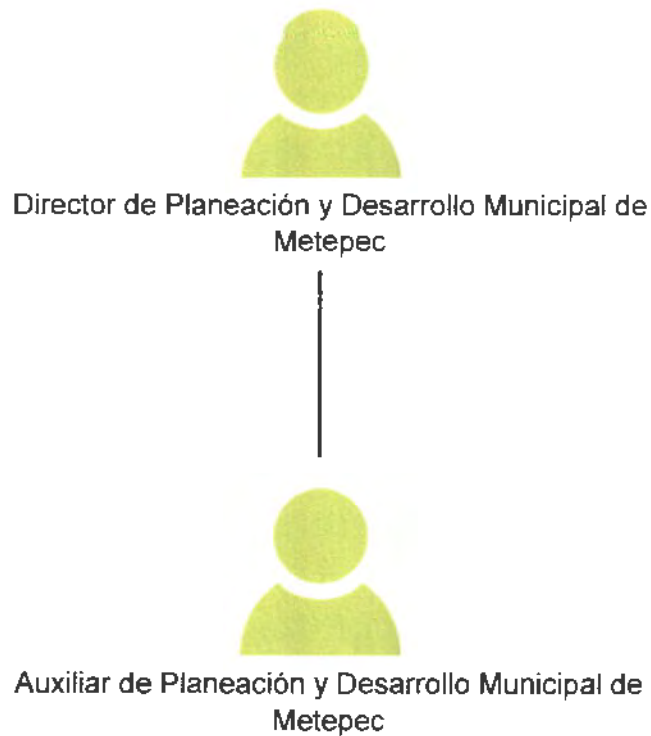 Director de Planeación y Desarrollo Municipal de
Metepec
Auxiliar de Planeación y Desarrollo Municipal de
Metepec